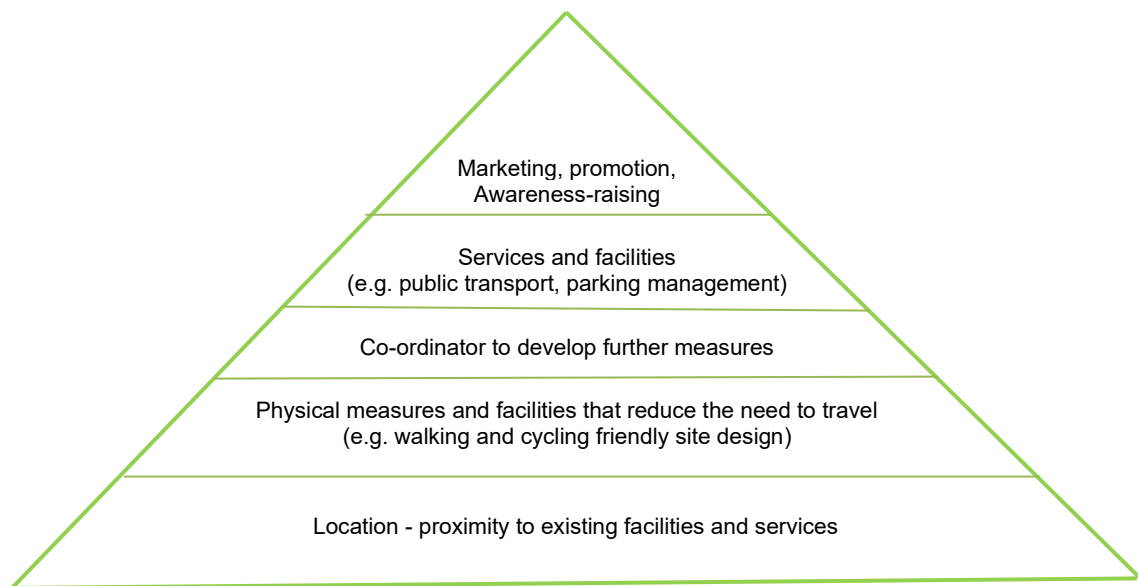 Marketing, promotion,
Awareness-raising
Services and facilities
(e.g. public transport, parking management)
Co-ordinator to develop further measures
Physical measures and facilities that reduce the need to travel
(e.g. walking and cycling friendly site design)
Location - proximity to existing facilities and services